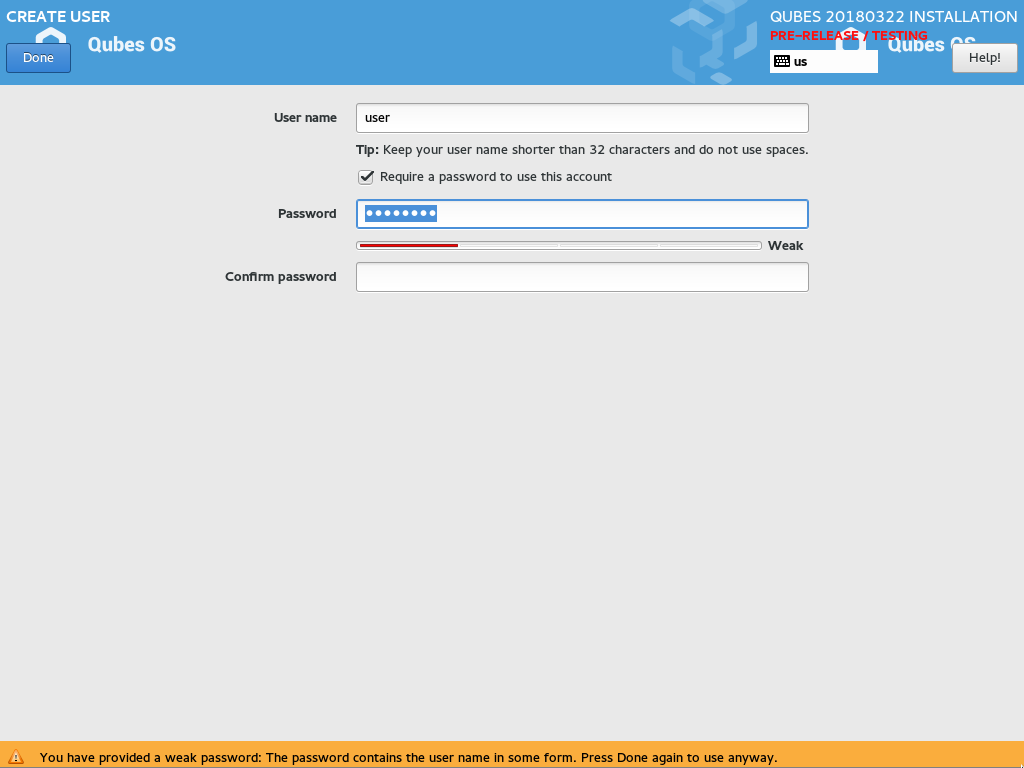 CREATE USER
Qubes OS
Done
QUBES 20180322 INSTALLATION
PRE-RELEASE / TESTING
Qubes OS
us
Help!
User name
user
Tip: Keep your user name shorter than 32 characters and do not use spaces.
Require a password to use this account
Password
••••••••
Weak
Confirm password
You have provided a weak password: The password contains the user name in some form. Press Done again to use anyway.